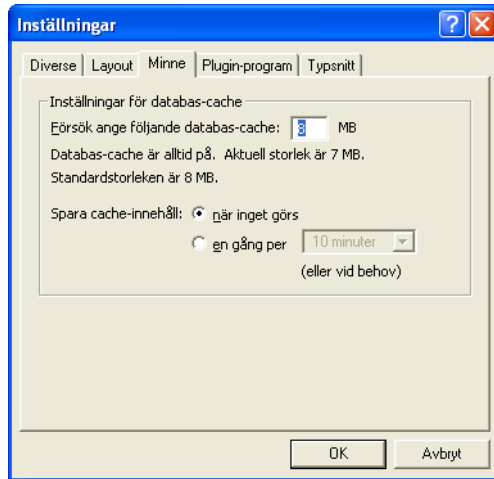 Inställningar
Diverse Layout Minne Plugin-program Typsnitt
Inställningar för databas-cache
Försök ange följande databas-cache: 8 MB
Databas-cache är alltid på. Aktuell storlek är 7 MB.
Standardstorleken är 8 MB.
Spara cache-innehåll: när inget görs
en gång per 10 minuter
(eller vid behov)
OK Avbryt